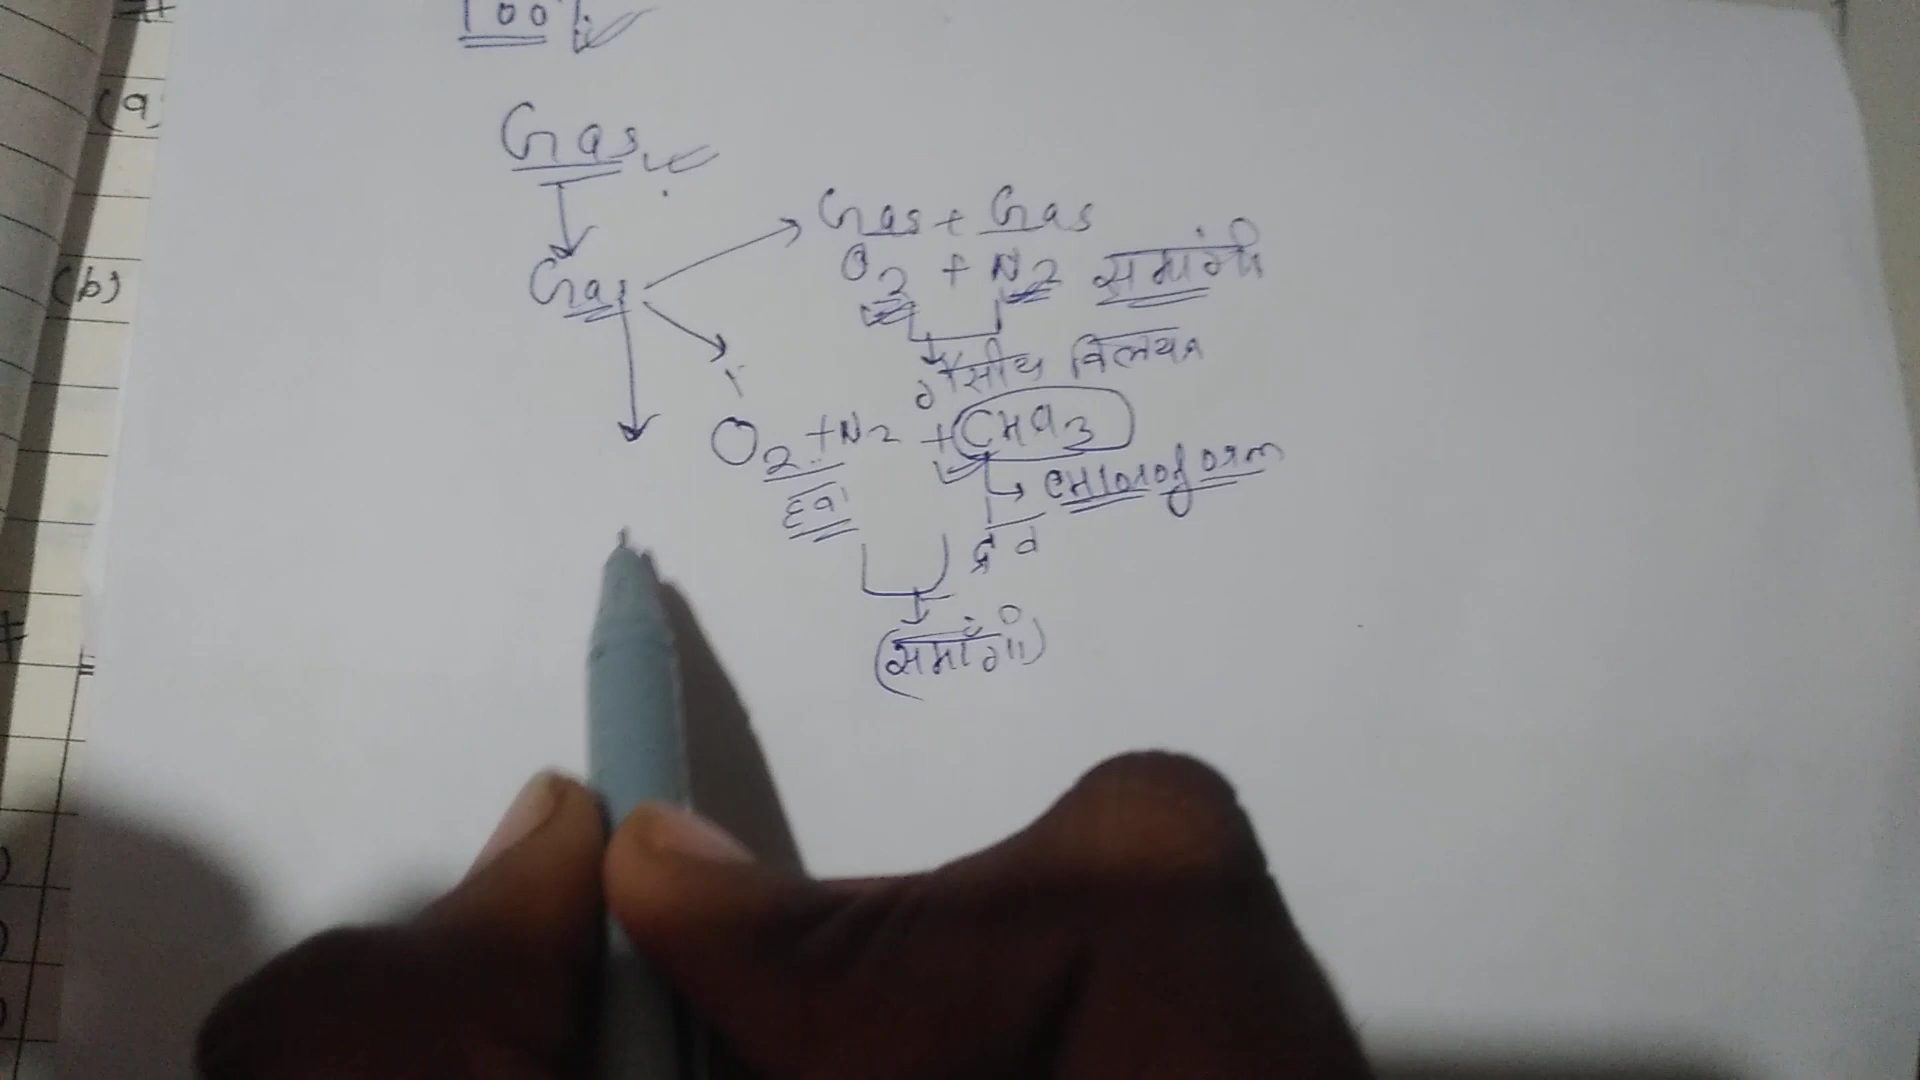 100%
(a)
Gas
Gas + Gas
(b)
Gas
O2 + N2 समांगी
गैसीय विलयन
O2 + N2 + CHCl3
CHloroform
हवा
द्रव
(समांगी)